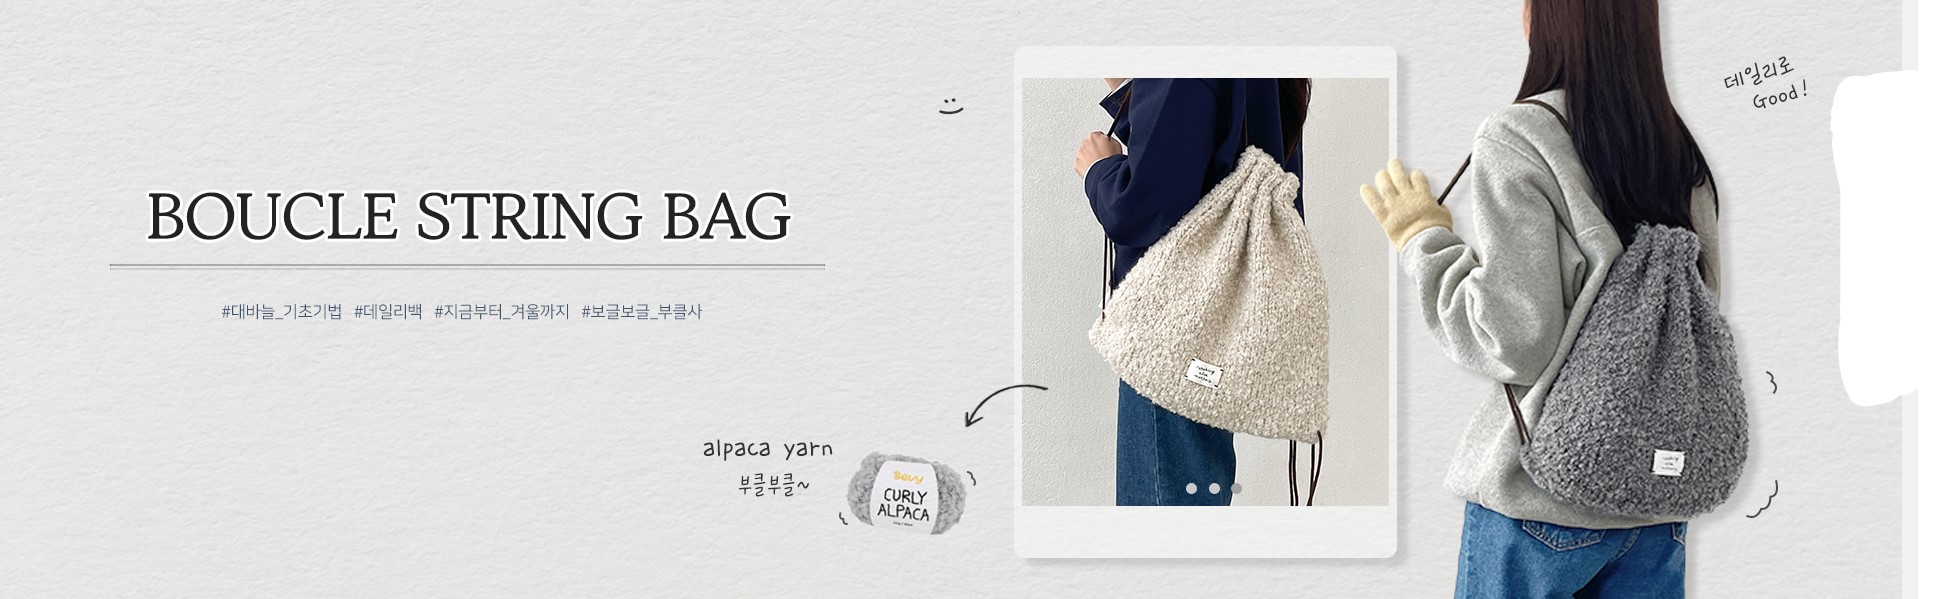 BOUCLE STRING BAG
#대바늘_기초기법 #데일리백 #지금부터_겨울까지 #보글보글_부클사
alpaca yarn
부클부클~
Bevy
CURLY
ALPACA
데일리로
Good!